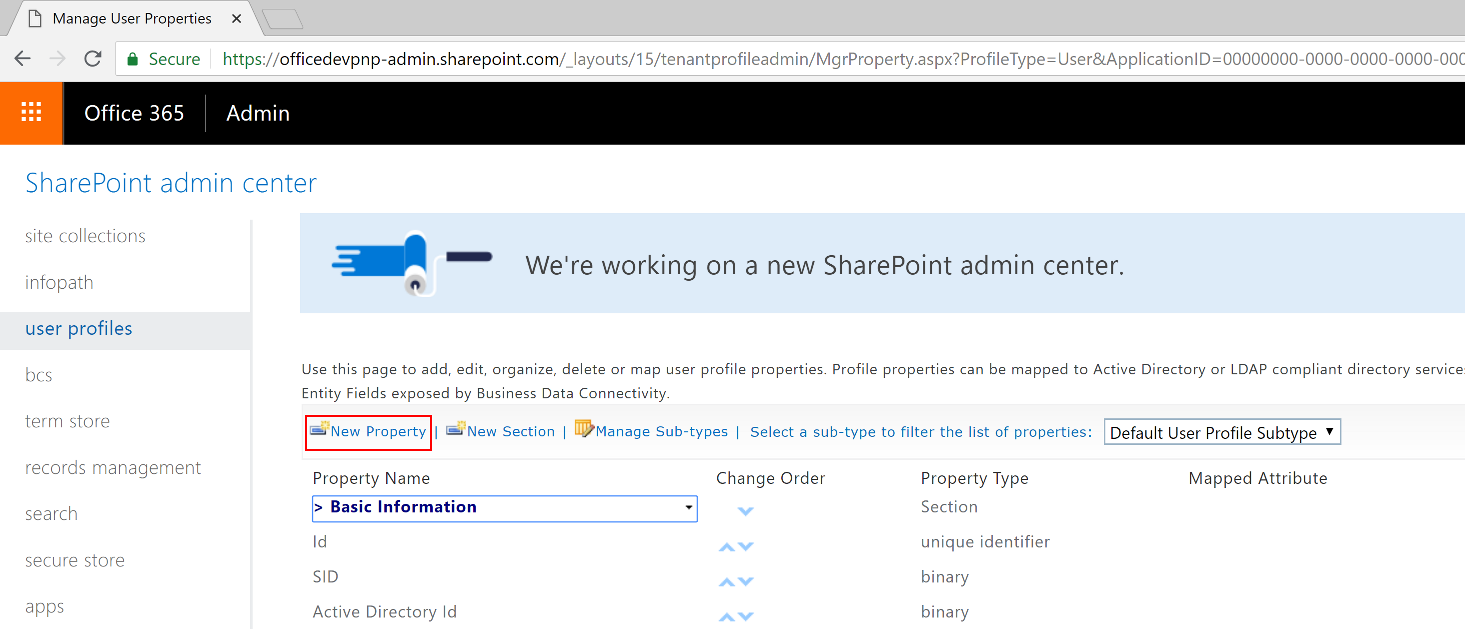 Manage User Properties
Secure https://officedevpnp-admin.sharepoint.com/_layouts/15/tenantprofileadmin/MgrProperty.aspx?ProfileType=User&ApplicationID=00000000-0000-0000-0000-000
Office 365 Admin
SharePoint admin center
site collections
infopath
user profiles
bcs
term store
records management
search
secure store
apps
We're working on a new SharePoint admin center.
Use this page to add, edit, organize, delete or map user profile properties. Profile properties can be mapped to Active Directory or LDAP compliant directory service
Entity Fields exposed by Business Data Connectivity.
New Property | New Section | Manage Sub-types | Select a sub-type to filter the list of properties: Default User Profile Subtype
Property Name Change Order Property Type Mapped Attribute
> Basic Information Section
Id unique identifier
SID binary
Active Directory Id binary